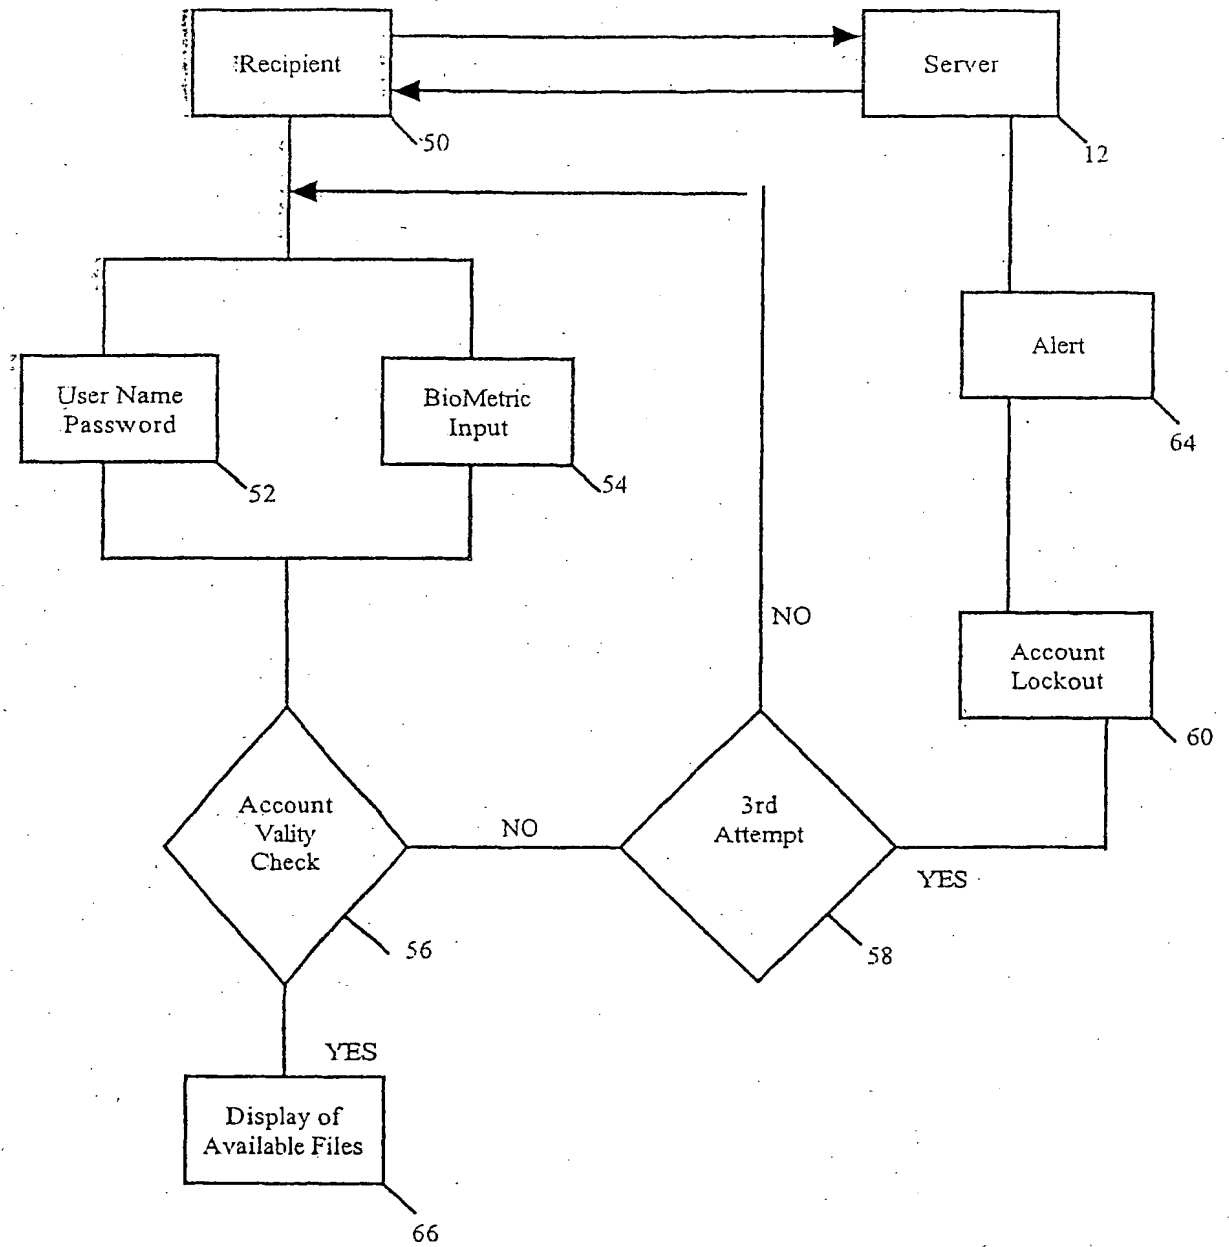 Recipient
Server
50
12
Alert
User Name
Password
BioMetric
Input
64
52
54
NO
Account
Lockout
60
Account
Vality
Check
3rd
Attempt
NO
YES
56
58
YES
Display of
Available Files
66